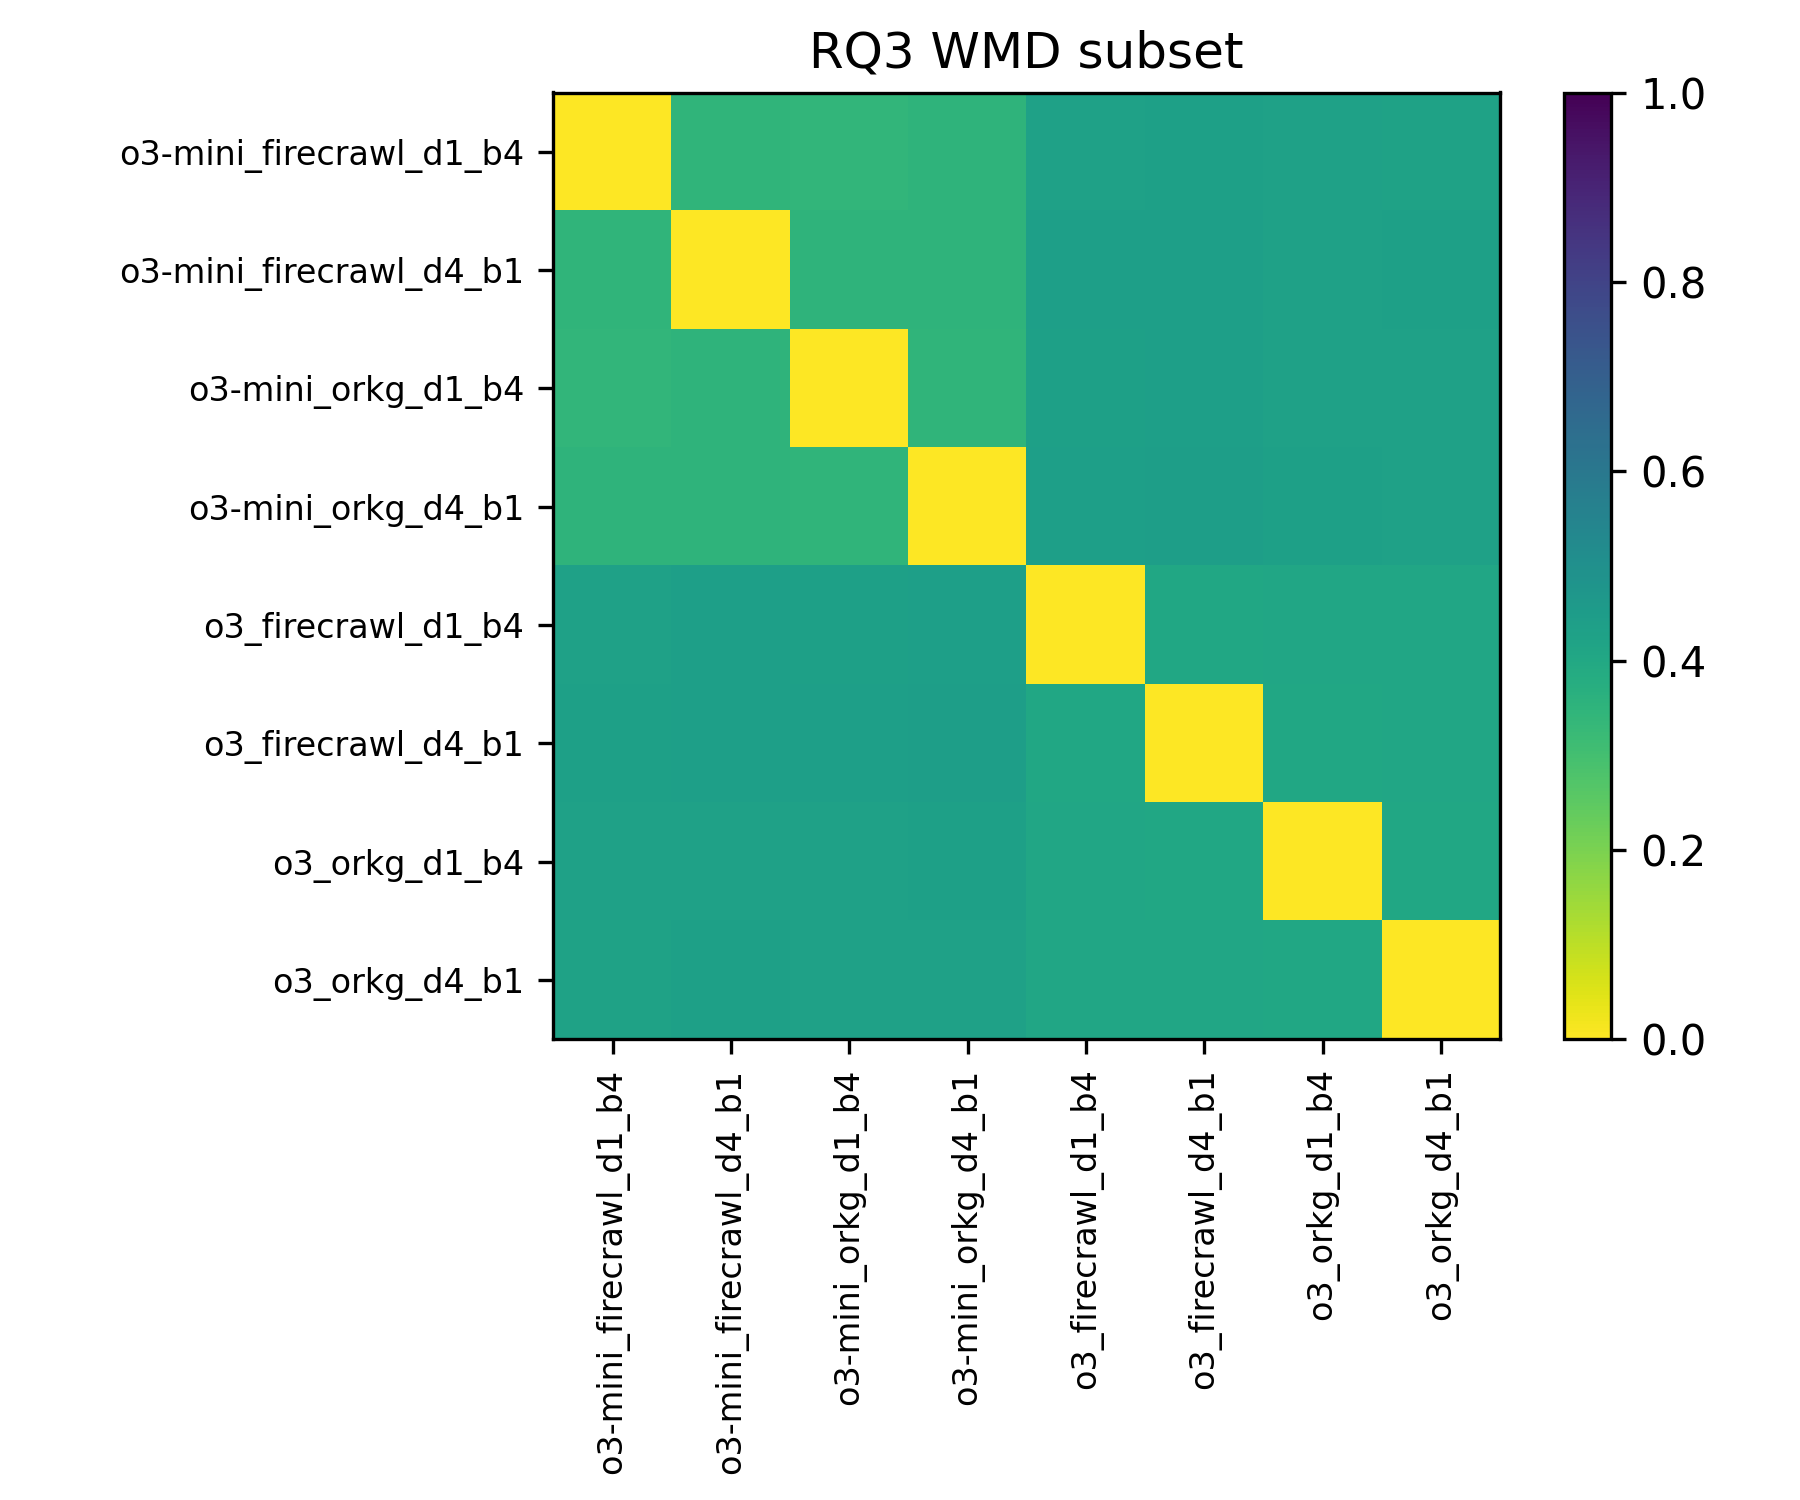 RQ3 WMD subset
o3-mini_firecrawl_d1_b4
o3-mini_firecrawl_d4_b1
o3-mini_orkg_d1_b4
o3-mini_orkg_d4_b1
o3_firecrawl_d1_b4
o3_firecrawl_d4_b1
o3_orkg_d1_b4
o3_orkg_d4_b1
o3-mini_firecrawl_d1_b4
o3-mini_firecrawl_d4_b1
o3-mini_orkg_d1_b4
o3-mini_orkg_d4_b1
o3_firecrawl_d1_b4
o3_firecrawl_d4_b1
o3_orkg_d1_b4
o3_orkg_d4_b1
1.0
0.8
0.6
0.4
0.2
0.0